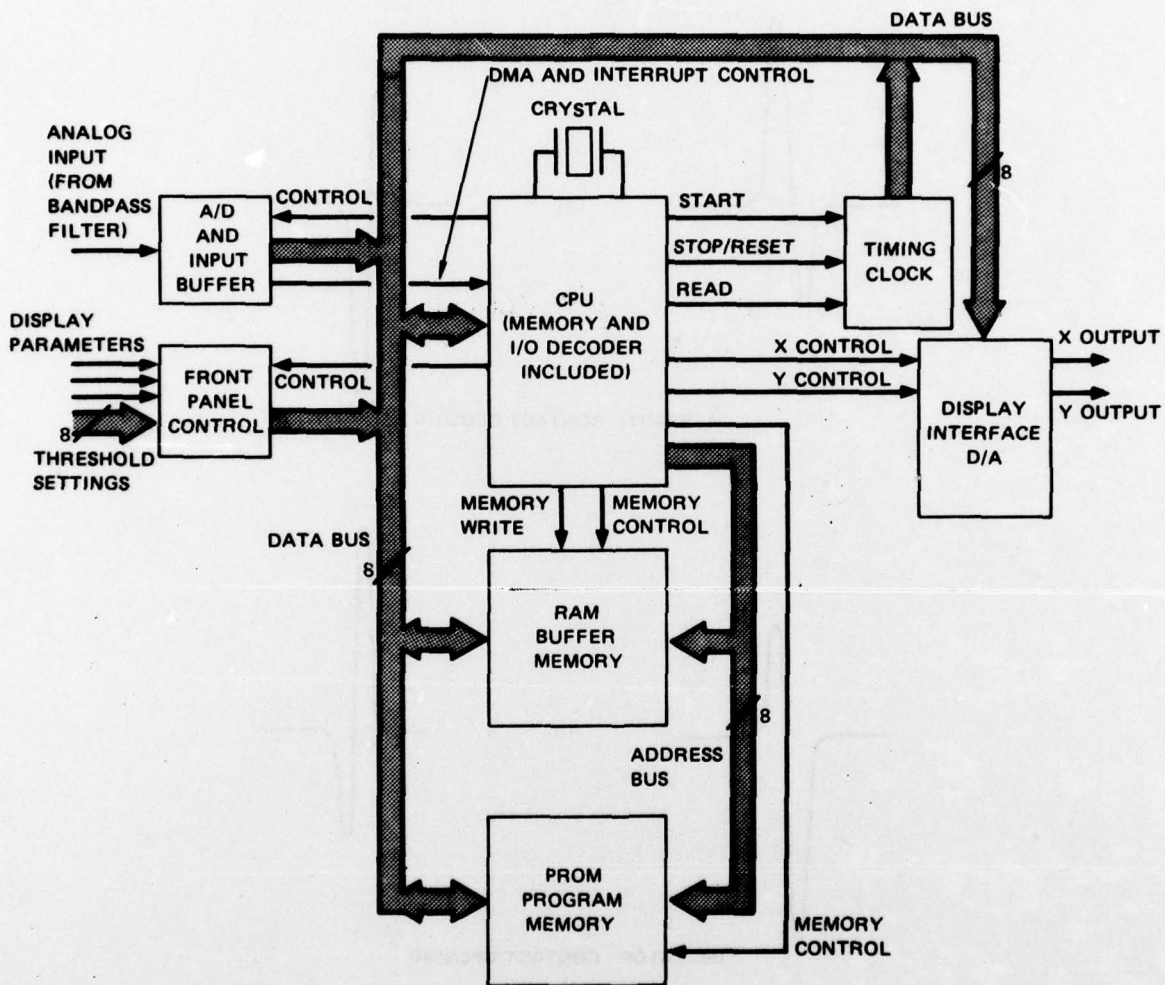 DATA BUS
DMA AND INTERRUPT CONTROL
CRYSTAL
ANALOG
INPUT
(FROM
BANDPASS
FILTER)
A/D
AND
INPUT
BUFFER
CONTROL
CPU
(MEMORY AND
I/O DECODER
INCLUDED)
START
STOP/RESET
READ
TIMING
CLOCK
8
DISPLAY
PARAMETERS
8
THRESHOLD
SETTINGS
FRONT
PANEL
CONTROL
CONTROL
X CONTROL
Y CONTROL
DISPLAY
INTERFACE
D/A
X OUTPUT
Y OUTPUT
MEMORY
WRITE
MEMORY
CONTROL
DATA BUS
8
RAM
BUFFER
MEMORY
ADDRESS
BUS
8
PROM
PROGRAM
MEMORY
MEMORY
CONTROL